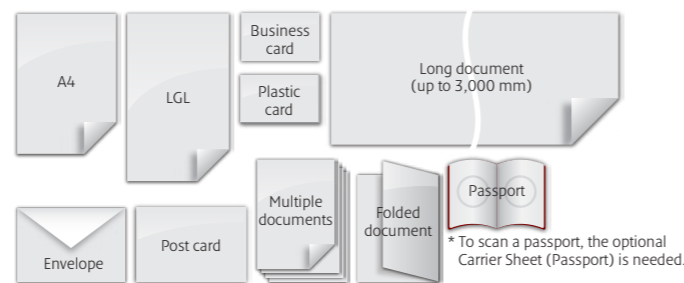 A4
LGL
Business
card
Plastic
card
Long document
(up to 3,000 mm)
Envelope
Post card
Multiple
documents
Folded
document
Passport
* To scan a passport, the optional
Carrier Sheet (Passport) is needed.